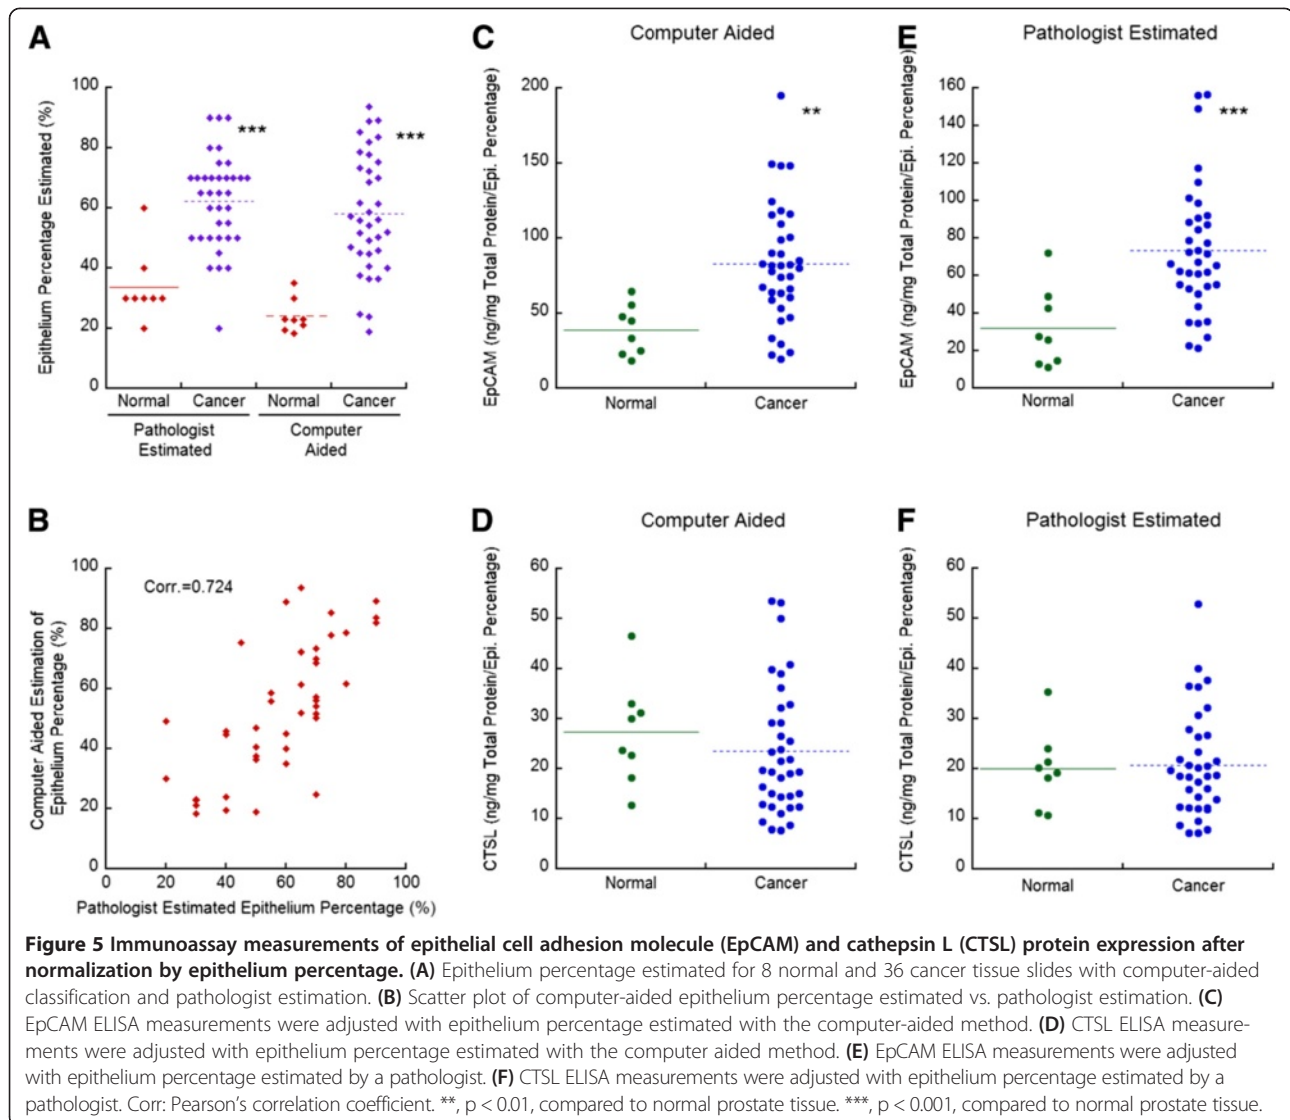 A
Epithelium Percentage Estimated (%)
100
80
60
40
20
0
***
***
Normal
Cancer
Normal
Cancer
Pathologist
Estimated
Computer
Aided
C
Computer Aided
EpCAM (ng/mg Total Protein/Epi. Percentage)
200
150
100
50
0
**
Normal
Cancer
E
Pathologist Estimated
EpCAM (ng/mg Total Protein/Epi. Percentage)
160
140
120
100
80
60
40
20
0
***
Normal
Cancer
B
Computer Aided Estimation of
Epithelium Percentage (%)
100
80
60
40
20
0
Corr.=0.724
0
20
40
60
80
100
Pathologist Estimated Epithelium Percentage (%)
D
Computer Aided
CTSL (ng/mg Total Protein/Epi. Percentage)
60
50
40
30
20
10
0
Normal
Cancer
F
Pathologist Estimated
CTSL (ng/mg Total Protein/Epi. Percentage)
60
50
40
30
20
10
0
Normal
Cancer
Figure 5 Immunoassay measurements of epithelial cell adhesion molecule (EpCAM) and cathepsin L (CTSL) protein expression after
normalization by epithelium percentage. (A) Epithelium percentage estimated for 8 normal and 36 cancer tissue slides with computer-aided
classification and pathologist estimation. (B) Scatter plot of computer-aided epithelium percentage estimated vs. pathologist estimation. (C)
EpCAM ELISA measurements were adjusted with epithelium percentage estimated with the computer-aided method. (D) CTSL ELISA measure-
ments were adjusted with epithelium percentage estimated with the computer aided method. (E) EpCAM ELISA measurements were adjusted
with epithelium percentage estimated by a pathologist. (F) CTSL ELISA measurements were adjusted with epithelium percentage estimated by a
pathologist. Corr: Pearson's correlation coefficient. **, p < 0.01, compared to normal prostate tissue. ***, p < 0.001, compared to normal prostate tissue.